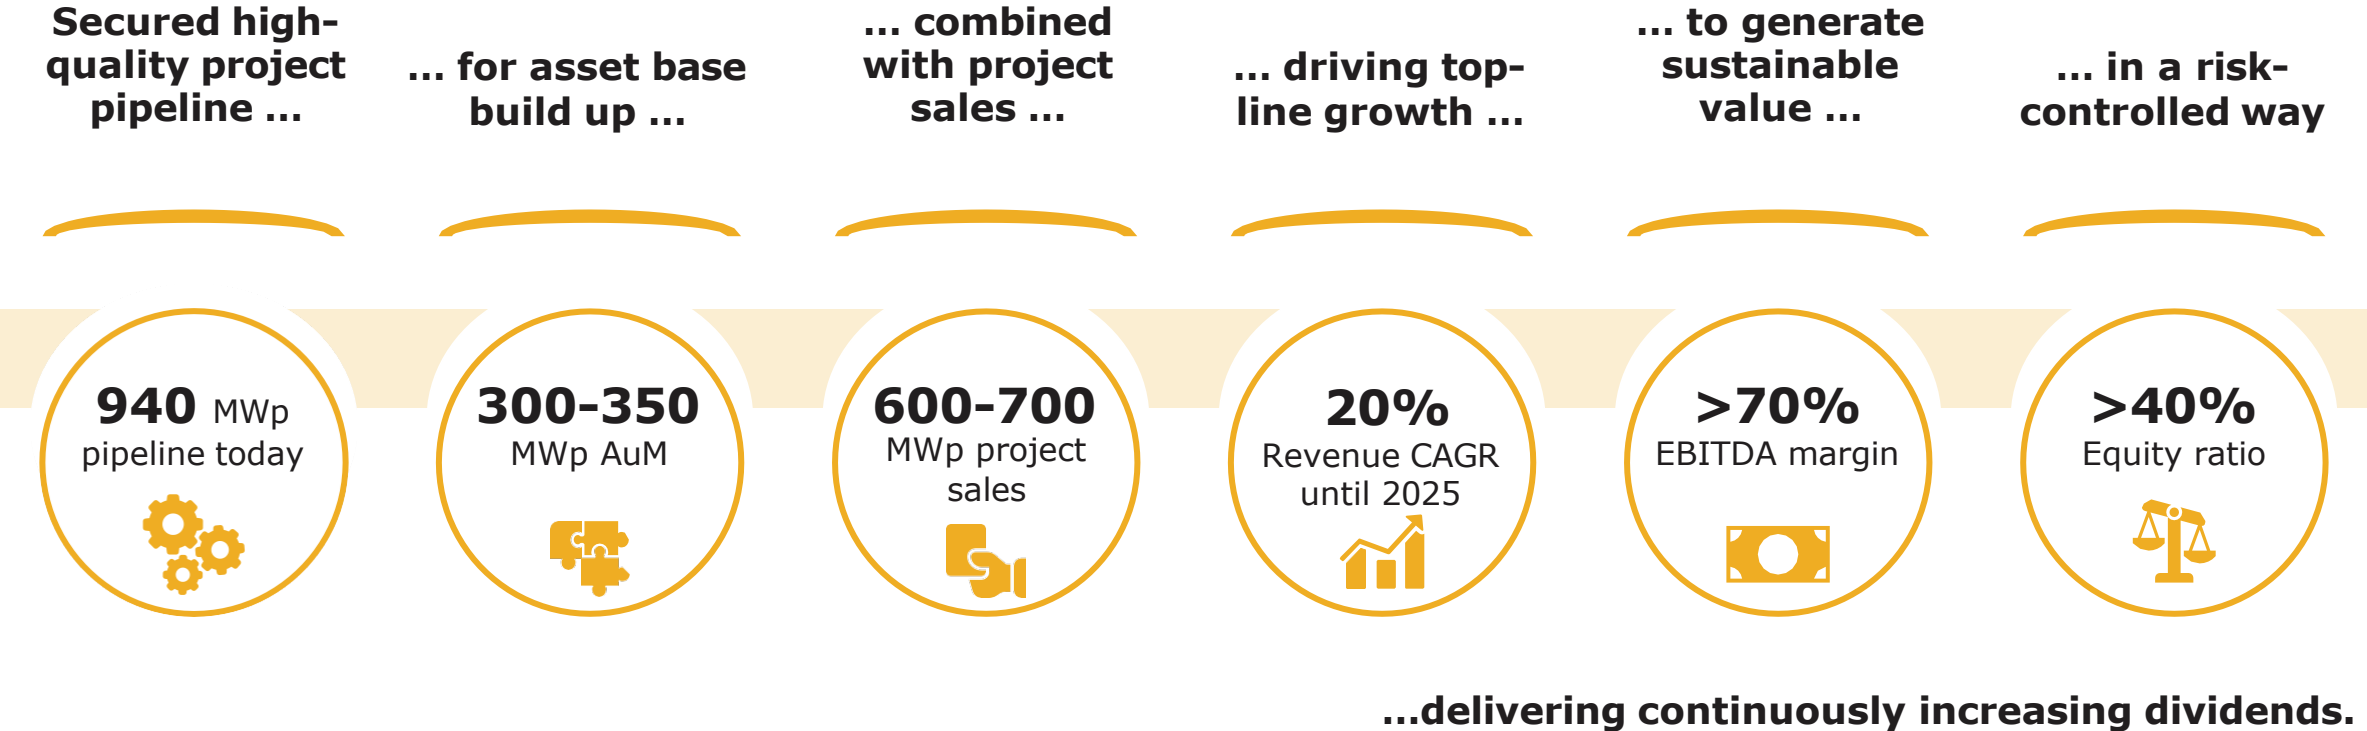 Secured high-
quality project
pipeline ...
... for asset base
build up ...
... combined
with project
sales ...
... driving top-
line growth ...
... to generate
sustainable
value ...
... in a risk-
controlled way
940 MWp
pipeline today
300–350
MWp AuM
600–700
MWp project
sales
20%
Revenue CAGR
until 2025
>70%
EBITDA margin
>40%
Equity ratio
...delivering continuously increasing dividends.